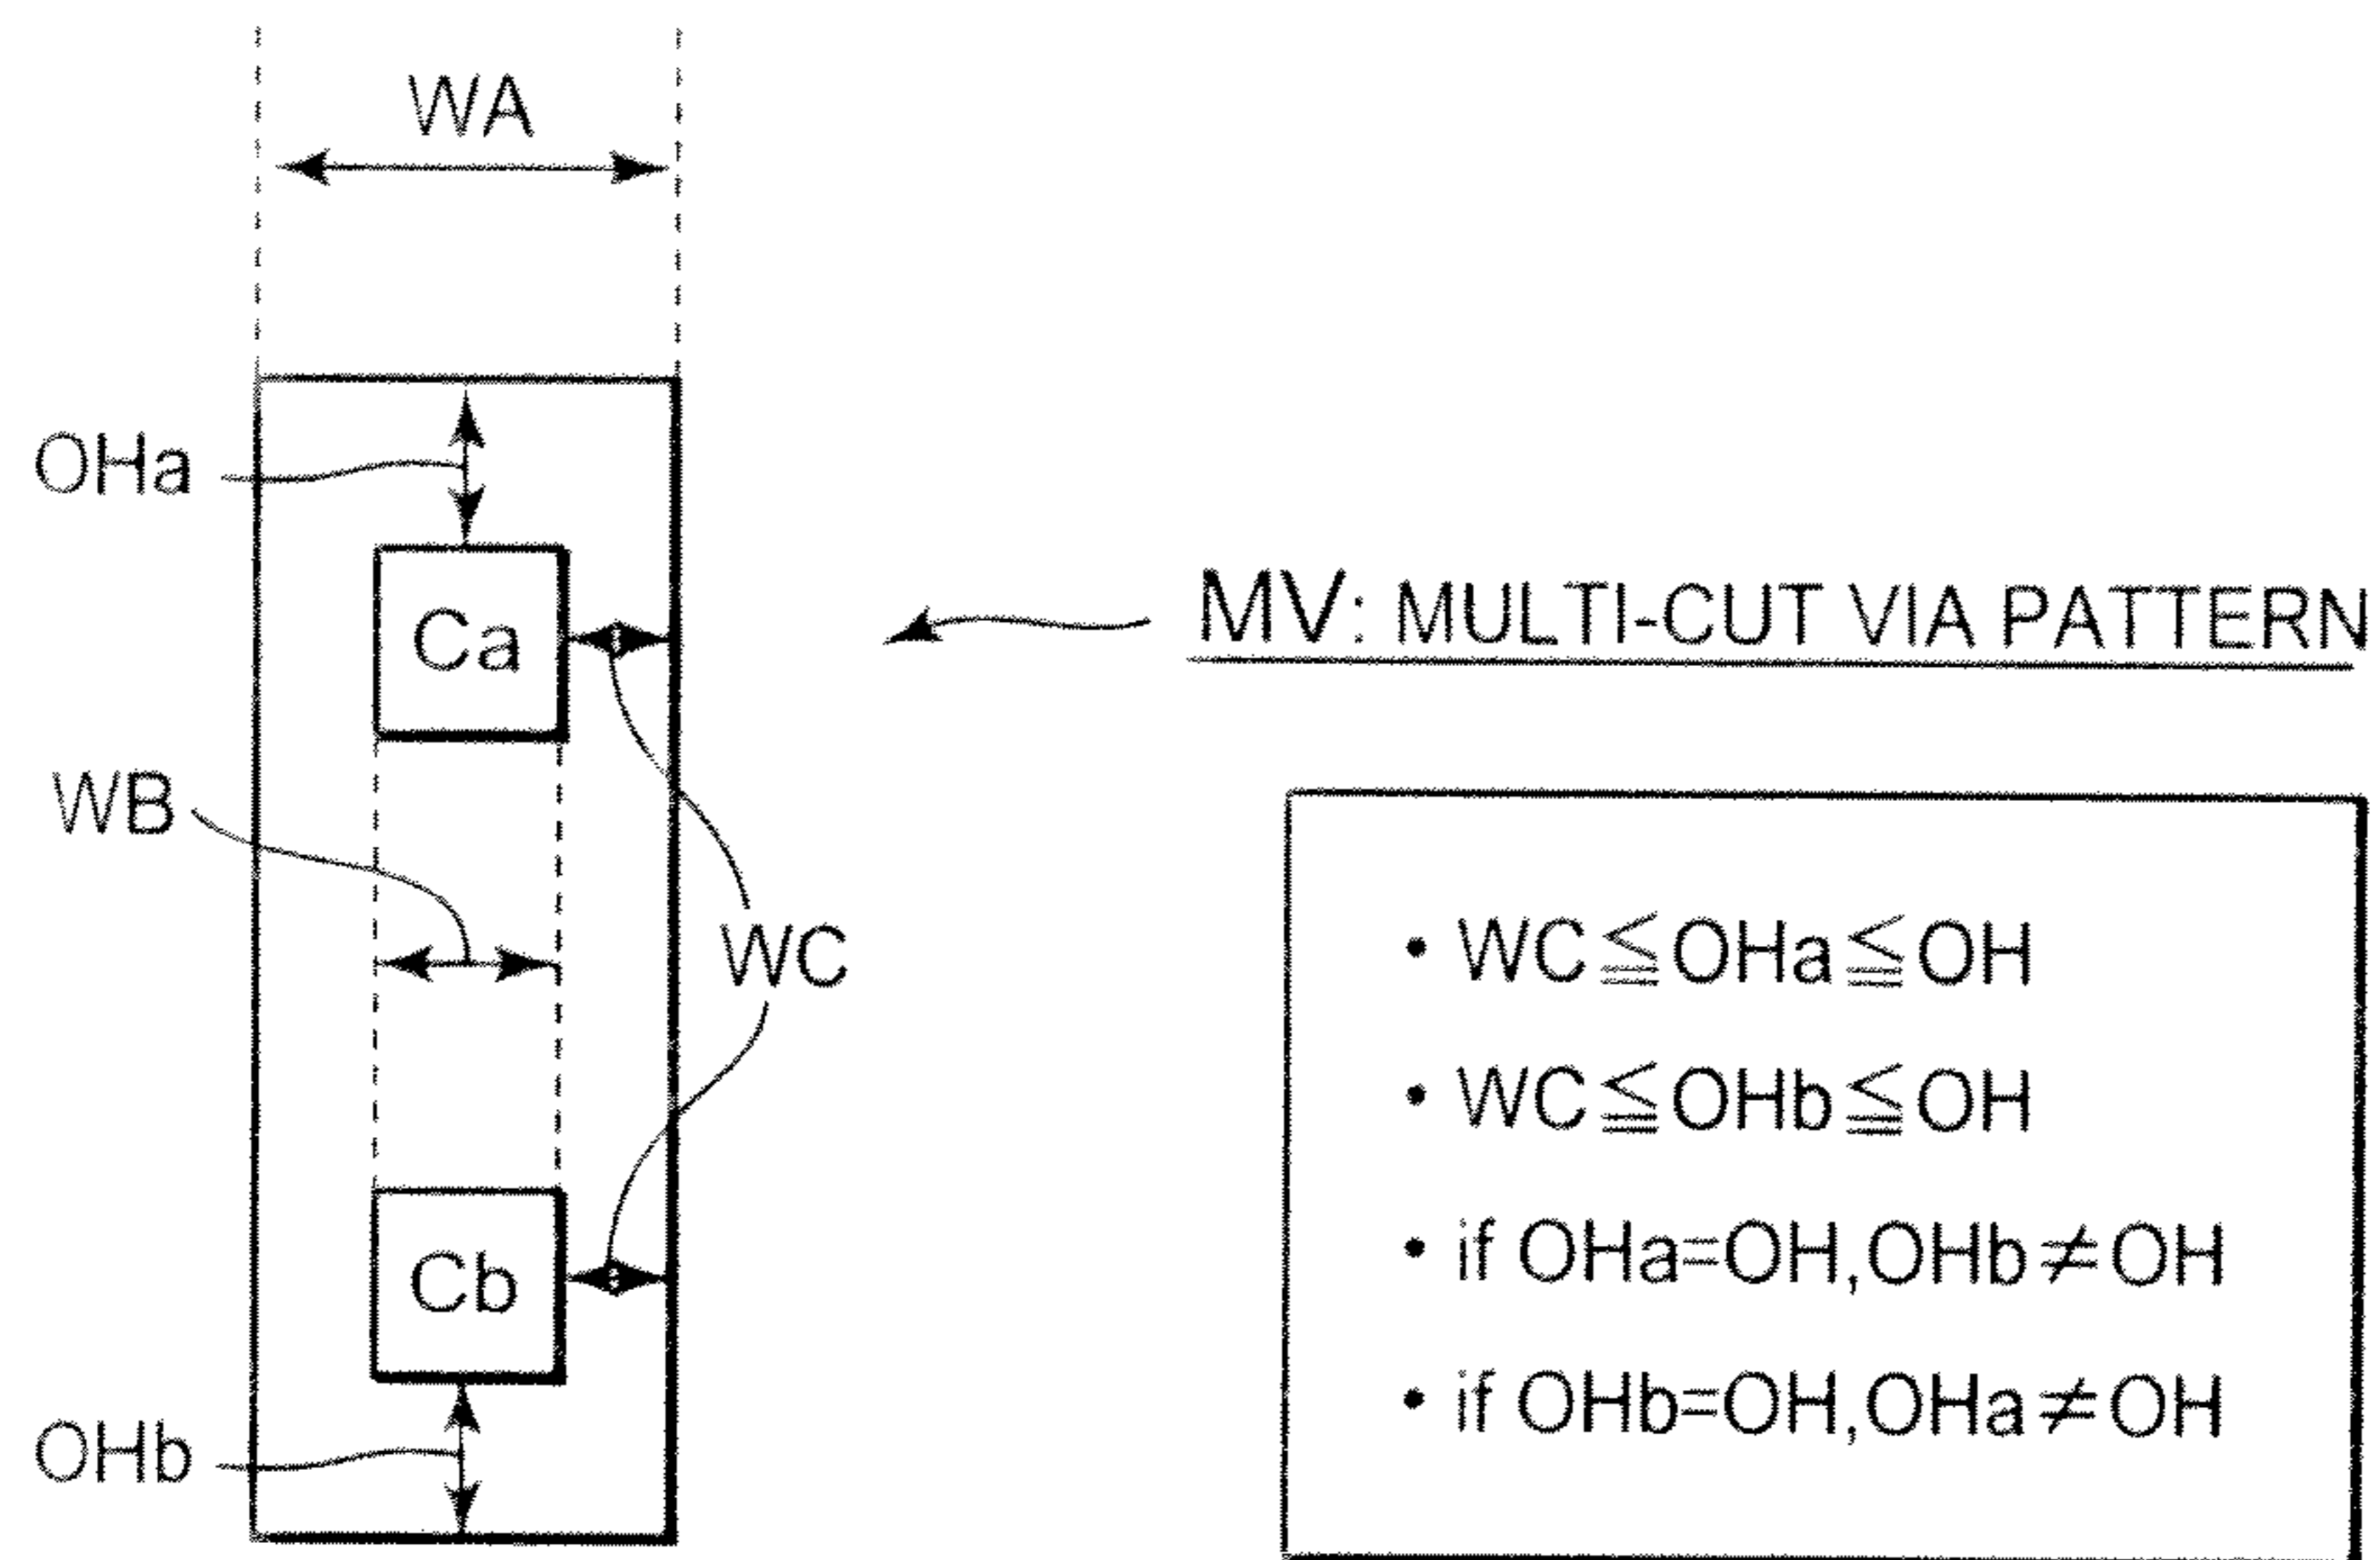 WA
OHa
Ca
MV: MULTI-CUT VIA PATTERN
WB
WC
Cb
OHb
• WC≦OHa≦OH
• WC≦OHb≦OH
• if OHa=OH,OHb≠OH
• if OHb=OH,OHa≠OH